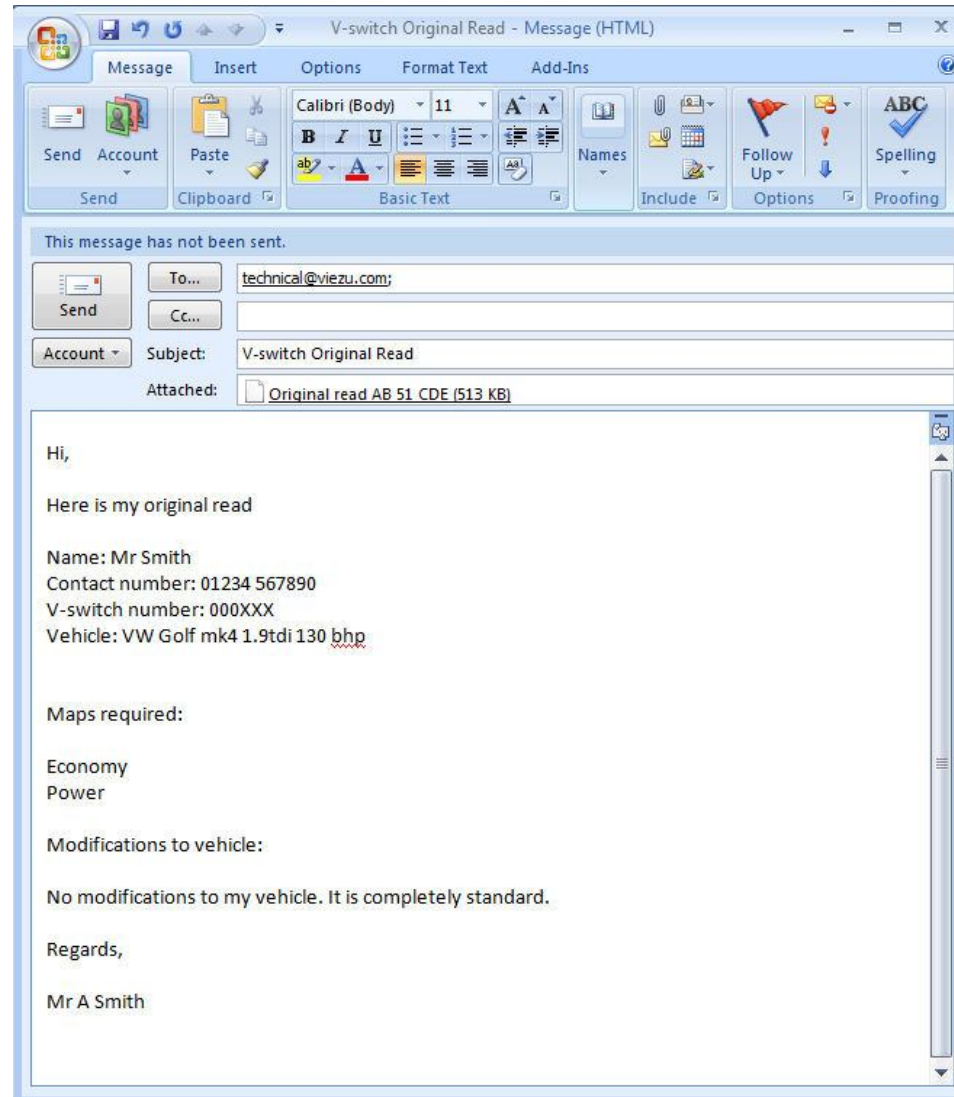 V-switch Original Read - Message (HTML)
Message Insert Options Format Text Add-Ins
Calibri (Body) 11 A A ABC
Send Account Paste B I U Names Follow Up Spelling
ab A Aa
Send Clipboard Basic Text Include Options Proofing
This message has not been sent.
Send To... technical@viezu.com;
Cc...
Account Subject: V-switch Original Read
Attached: Original read AB 51 CDE (513 KB)
Hi,
Here is my original read
Name: Mr Smith
Contact number: 01234 567890
V-switch number: 000XXX
Vehicle: VW Golf mk4 1.9tdi 130 bhp
Maps required:
Economy
Power
Modifications to vehicle:
No modifications to my vehicle. It is completely standard.
Regards,
Mr A Smith